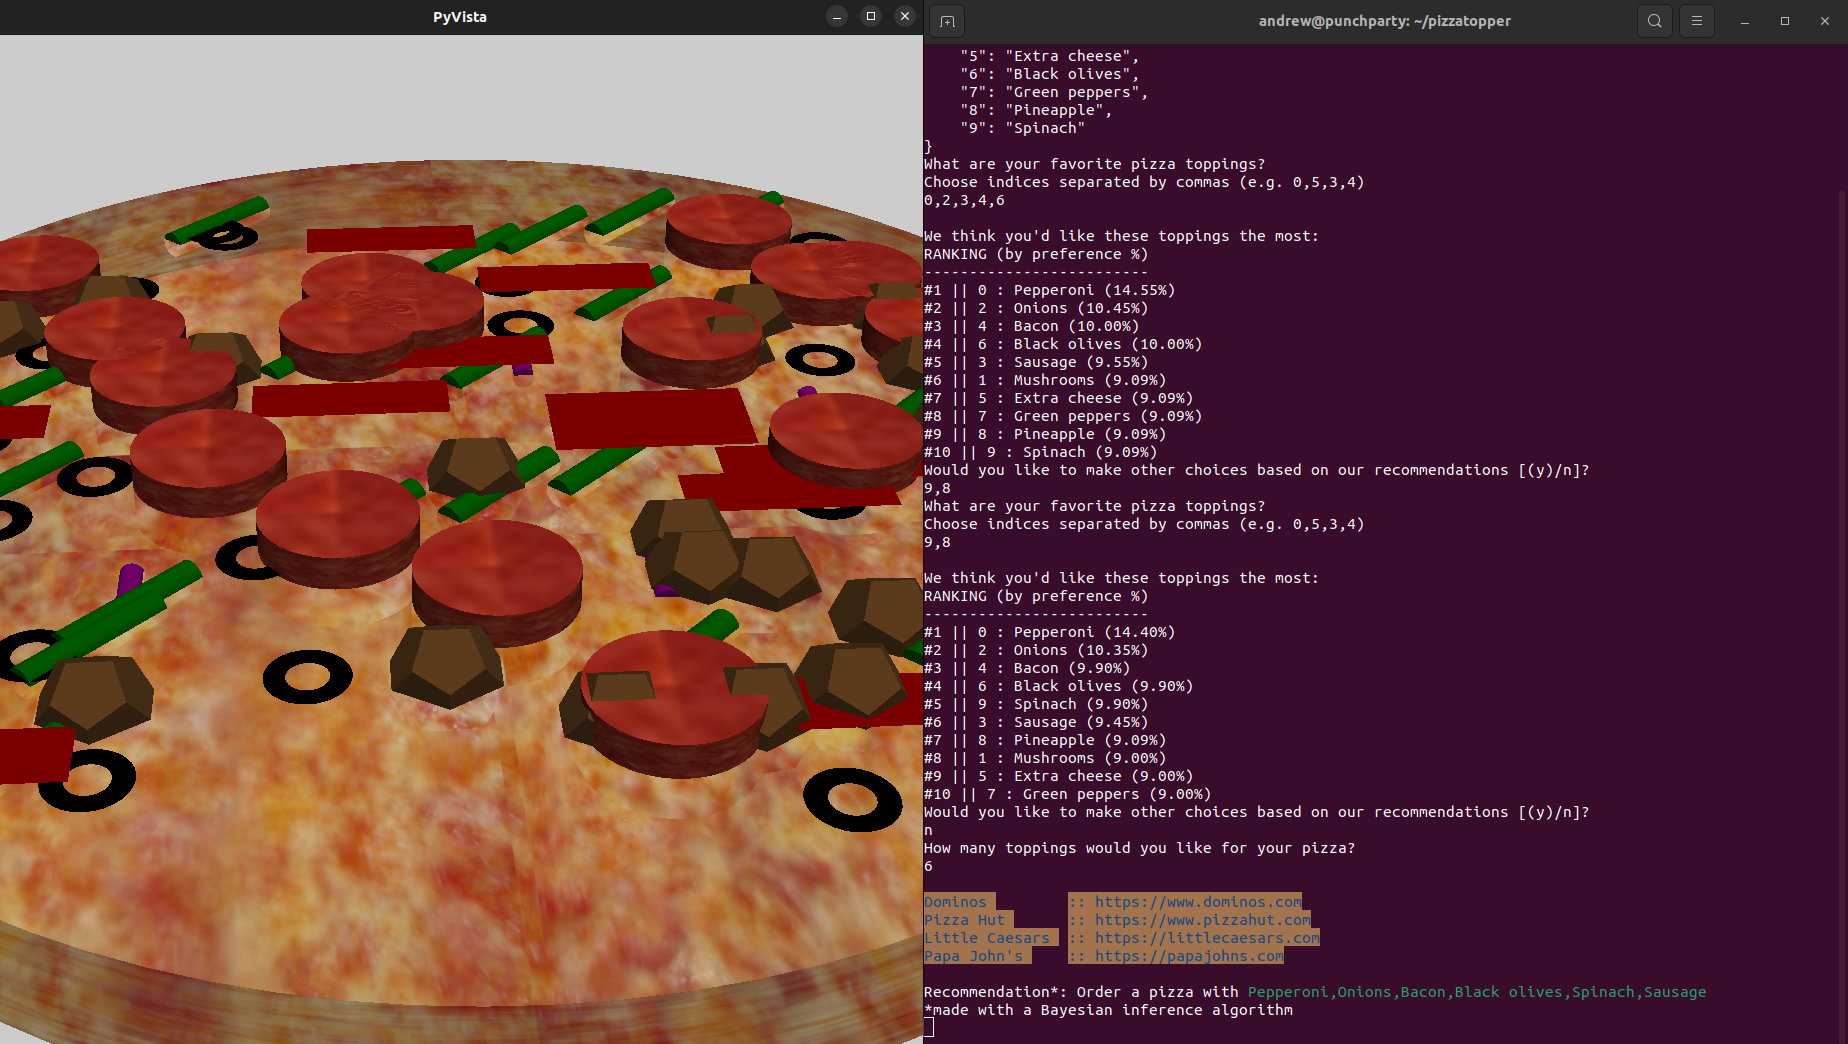 PyVista
andrew@punchparty: ~/pizzatopper
"5": "Extra cheese",
"6": "Black olives",
"7": "Green peppers",
"8": "Pineapple",
"9": "Spinach"
}
What are your favorite pizza toppings?
Choose indices separated by commas (e.g. 0,5,3,4)
0,2,3,4,6
We think you'd like these toppings the most:
RANKING (by preference %)
-------------------------
#1 || 0 : Pepperoni (14.55%)
#2 || 2 : Onions (10.45%)
#3 || 4 : Bacon (10.00%)
#4 || 6 : Black olives (10.00%)
#5 || 3 : Sausage (9.55%)
#6 || 1 : Mushrooms (9.09%)
#7 || 5 : Extra cheese (9.09%)
#8 || 7 : Green peppers (9.09%)
#9 || 8 : Pineapple (9.09%)
#10 || 9 : Spinach (9.09%)
Would you like to make other choices based on our recommendations [(y)/n]?
9,8
What are your favorite pizza toppings?
Choose indices separated by commas (e.g. 0,5,3,4)
9,8
We think you'd like these toppings the most:
RANKING (by preference %)
-------------------------
#1 || 0 : Pepperoni (14.40%)
#2 || 2 : Onions (10.35%)
#3 || 4 : Bacon (9.90%)
#4 || 6 : Black olives (9.90%)
#5 || 9 : Spinach (9.90%)
#6 || 3 : Sausage (9.45%)
#7 || 8 : Pineapple (9.09%)
#8 || 1 : Mushrooms (9.00%)
#9 || 5 : Extra cheese (9.00%)
#10 || 7 : Green peppers (9.00%)
Would you like to make other choices based on our recommendations [(y)/n]?
n
How many toppings would you like for your pizza?
6
Dominos :: https://www.dominos.com
Pizza Hut :: https://www.pizzahut.com
Little Caesars :: https://littlecaesars.com
Papa John's :: https://papajohns.com
Recommendation*: Order a pizza with Pepperoni,Onions,Bacon,Black olives,Spinach,Sausage
*made with a Bayesian inference algorithm